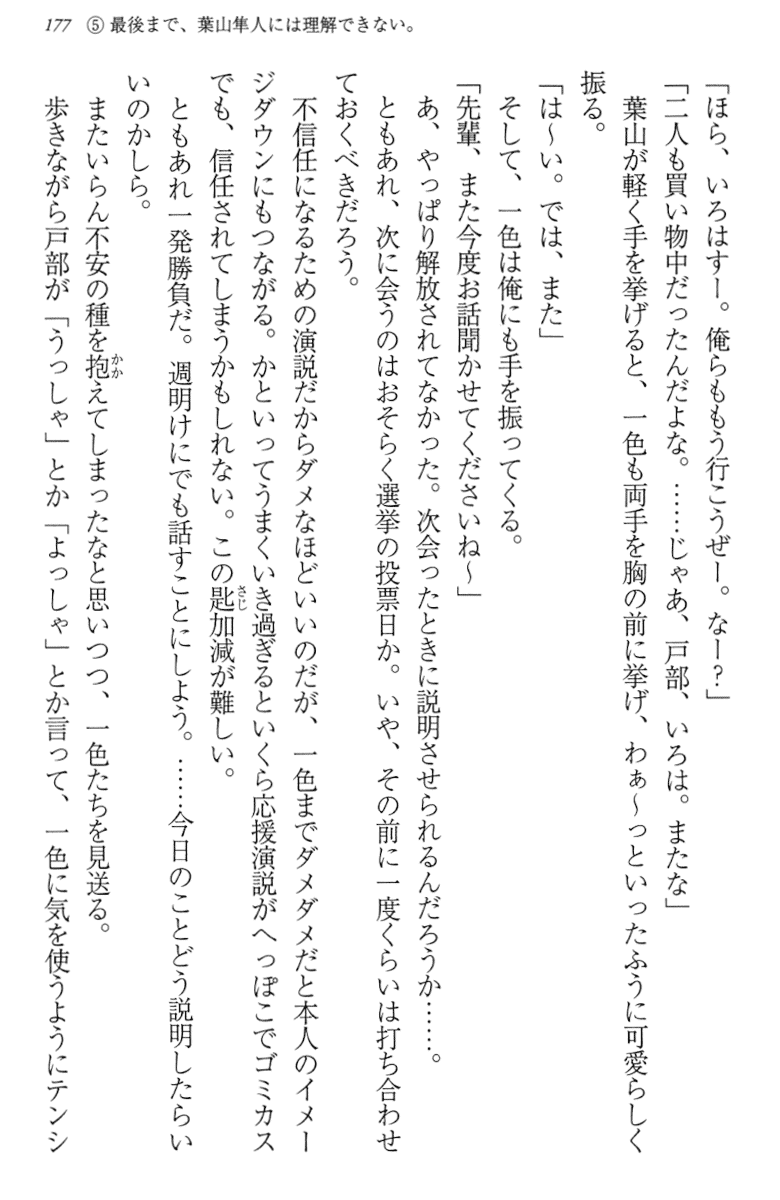 177　⑤ 最後まで、葉山隼人には理解できない。
「ほら、いろはすー。俺らももう行こうぜー。なー？」
「二人も買い物中だったんだよな。……じゃあ、戸部、いろは。またな」
　葉山が軽く手を挙げると、一色も両手を胸の前に挙げ、わぁ～っといったふうに可愛らしく
振る。
「は～い。では、また」
　そして、一色は俺にも手を振ってくる。
「先輩、また今度お話聞かせてくださいね～」
　あ、やっぱり解放されてなかった。次会ったときに説明させられるんだろうか……。
　ともあれ、次に会うのはおそらく選挙の投票日か。いや、その前に一度くらいは打ち合わせ
ておくべきだろう。
　不信任になるための演説だからダメなほどいいのだが、一色までダメダメだと本人のイメー
ジダウンにもつながる。かといってうまくいき過ぎるといくら応援演説がへっぽこでゴミカス
でも、信任されてしまうかもしれない。この匙加減が難しい。
　ともあれ一発勝負だ。週明けにでも話すことにしよう。……今日のことどう説明したらい
いのかしら。
　またいらん不安の種を抱えてしまったなと思いつつ、一色たちを見送る。
　歩きながら戸部が「うっしゃ」とか「よっしゃ」とか言って、一色に気を使うようにテンシ